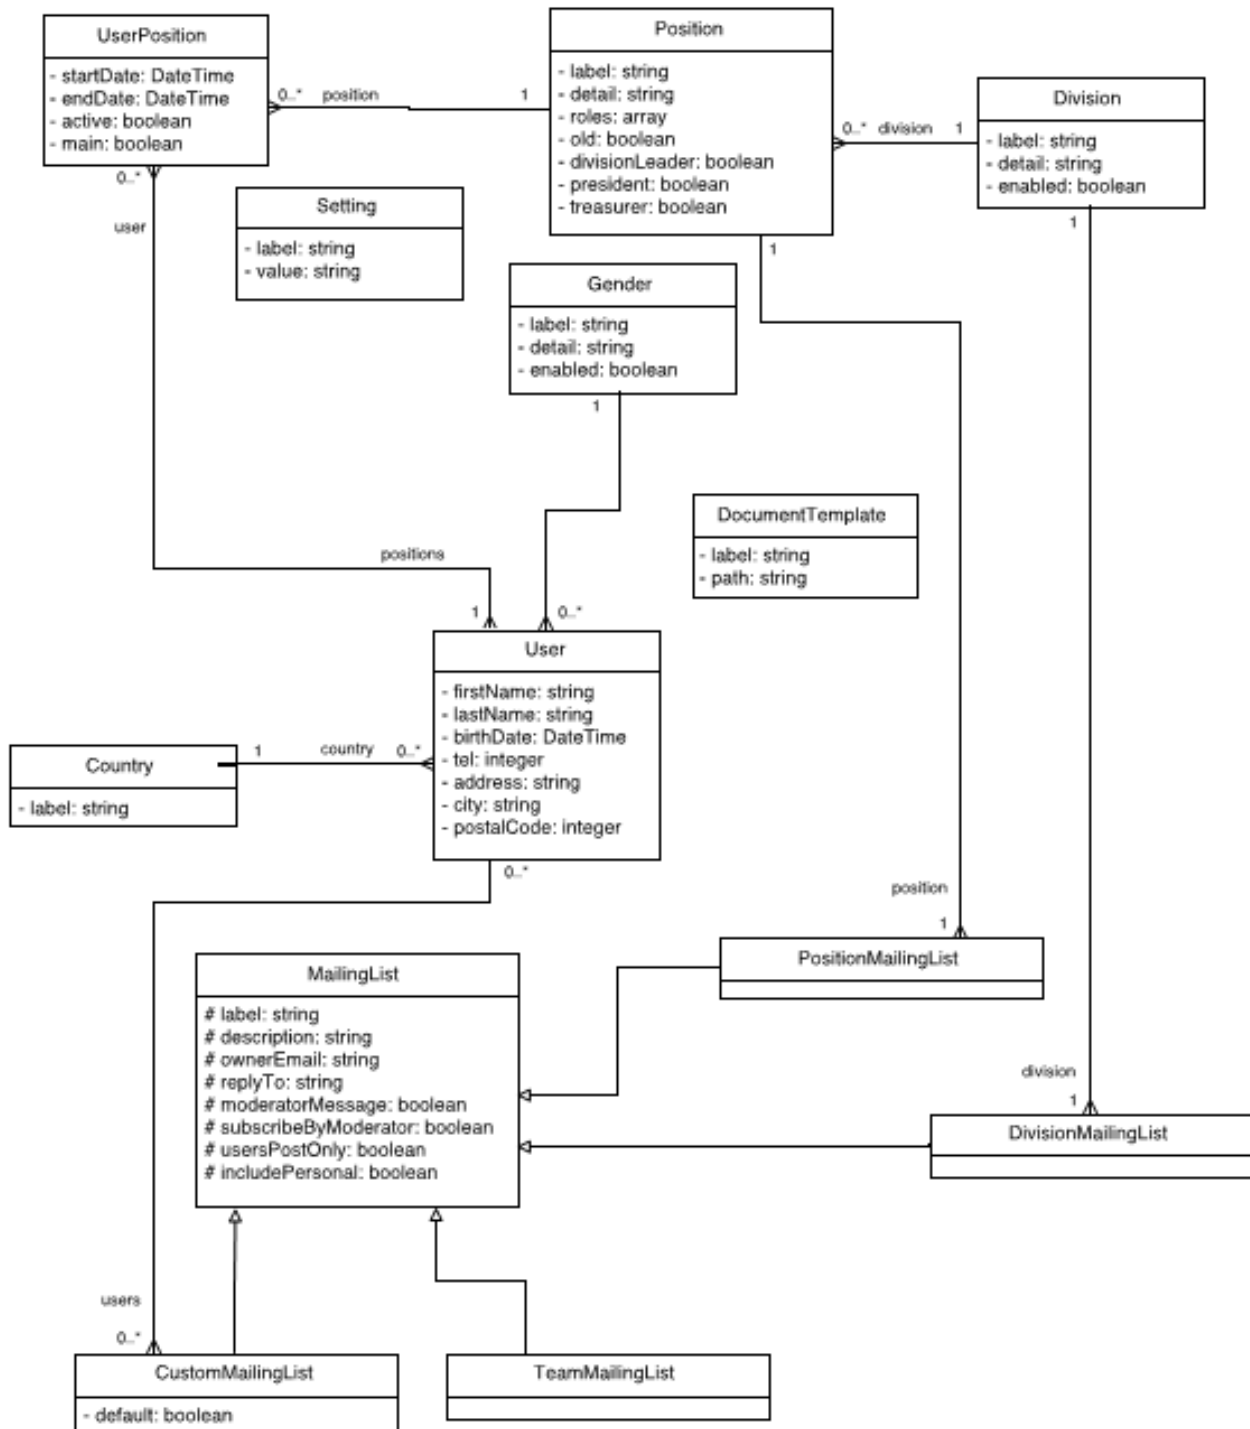 UserPosition
- startDate: DateTime
- endDate: DateTime
- active: boolean
- main: boolean
0..*
position
1
Position
- label: string
- detail: string
- roles: array
- old: boolean
- divisionLeader: boolean
- president: boolean
- treasurer: boolean
0..*
division
1
Division
- label: string
- detail: string
- enabled: boolean
0..*
user
Setting
- label: string
- value: string
1
1
Gender
- label: string
- detail: string
- enabled: boolean
1
DocumentTemplate
- label: string
- path: string
positions
1
0..*
User
- firstName: string
- lastName: string
- birthDate: DateTime
- tel: integer
- address: string
- city: string
- postalCode: integer
Country
- label: string
1
country
0..*
0..*
position
1
PositionMailingList
MailingList
# label: string
# description: string
# ownerEmail: string
# replyTo: string
# moderatorMessage: boolean
# subscribeByModerator: boolean
# usersPostOnly: boolean
# includePersonal: boolean
division
1
DivisionMailingList
users
0..*
CustomMailingList
- default: boolean
TeamMailingList